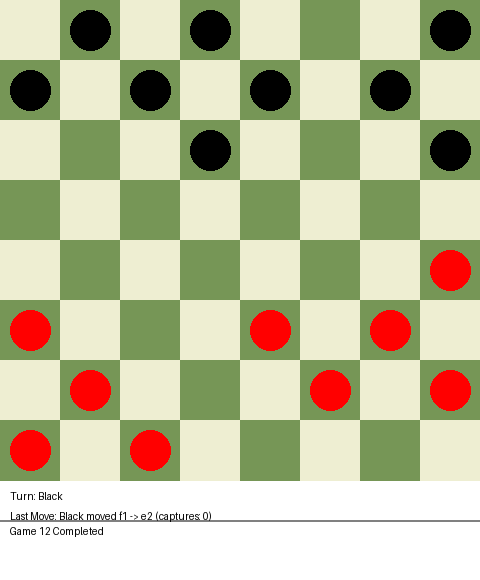 Turn: Black
Last Move: Black moved f1 -> e2 (captures: 0)
Game 12 Completed